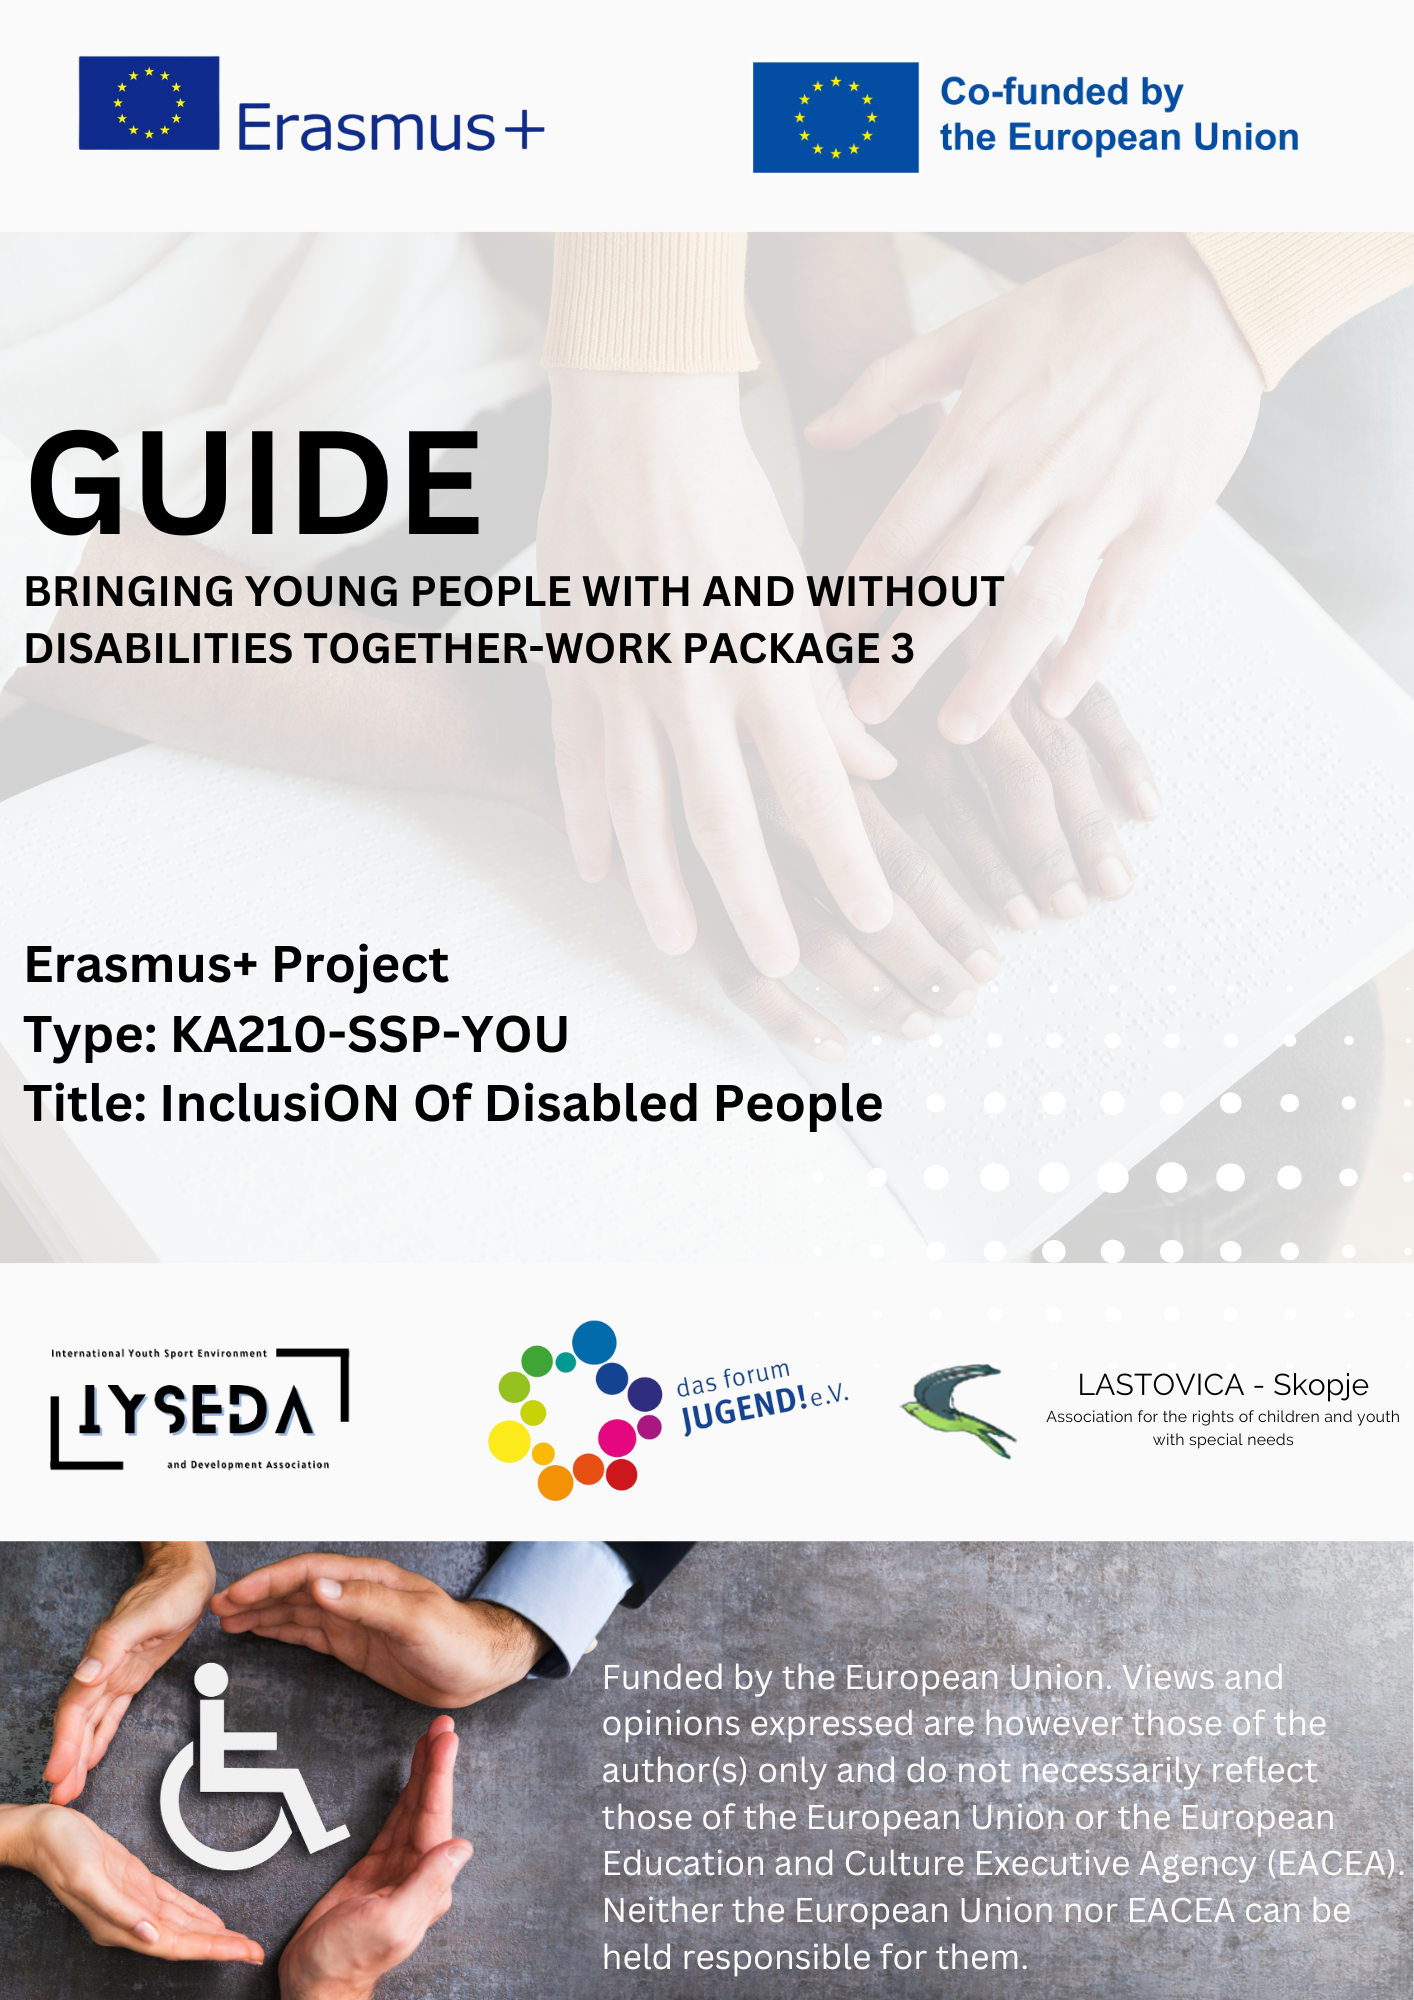 Erasmus+
Co-funded by
the European Union
GUIDE
BRINGING YOUNG PEOPLE WITH AND WITHOUT
DISABILITIES TOGETHER-WORK PACKAGE 3
Erasmus+ Project
Type: KA210-SSP-YOU
Title: InclusiON Of Disabled People
International Youth Sport Environment
IYSEDA
and Development Association
das forum
JUGEND! e.V.
LASTOVICA - Skopje
Association for the rights of children and youth
with special needs
Funded by the European Union. Views and
opinions expressed are however those of the
author(s) only and do not necessarily reflect
those of the European Union or the European
Education and Culture Executive Agency (EACEA).
Neither the European Union nor EACEA can be
held responsible for them.